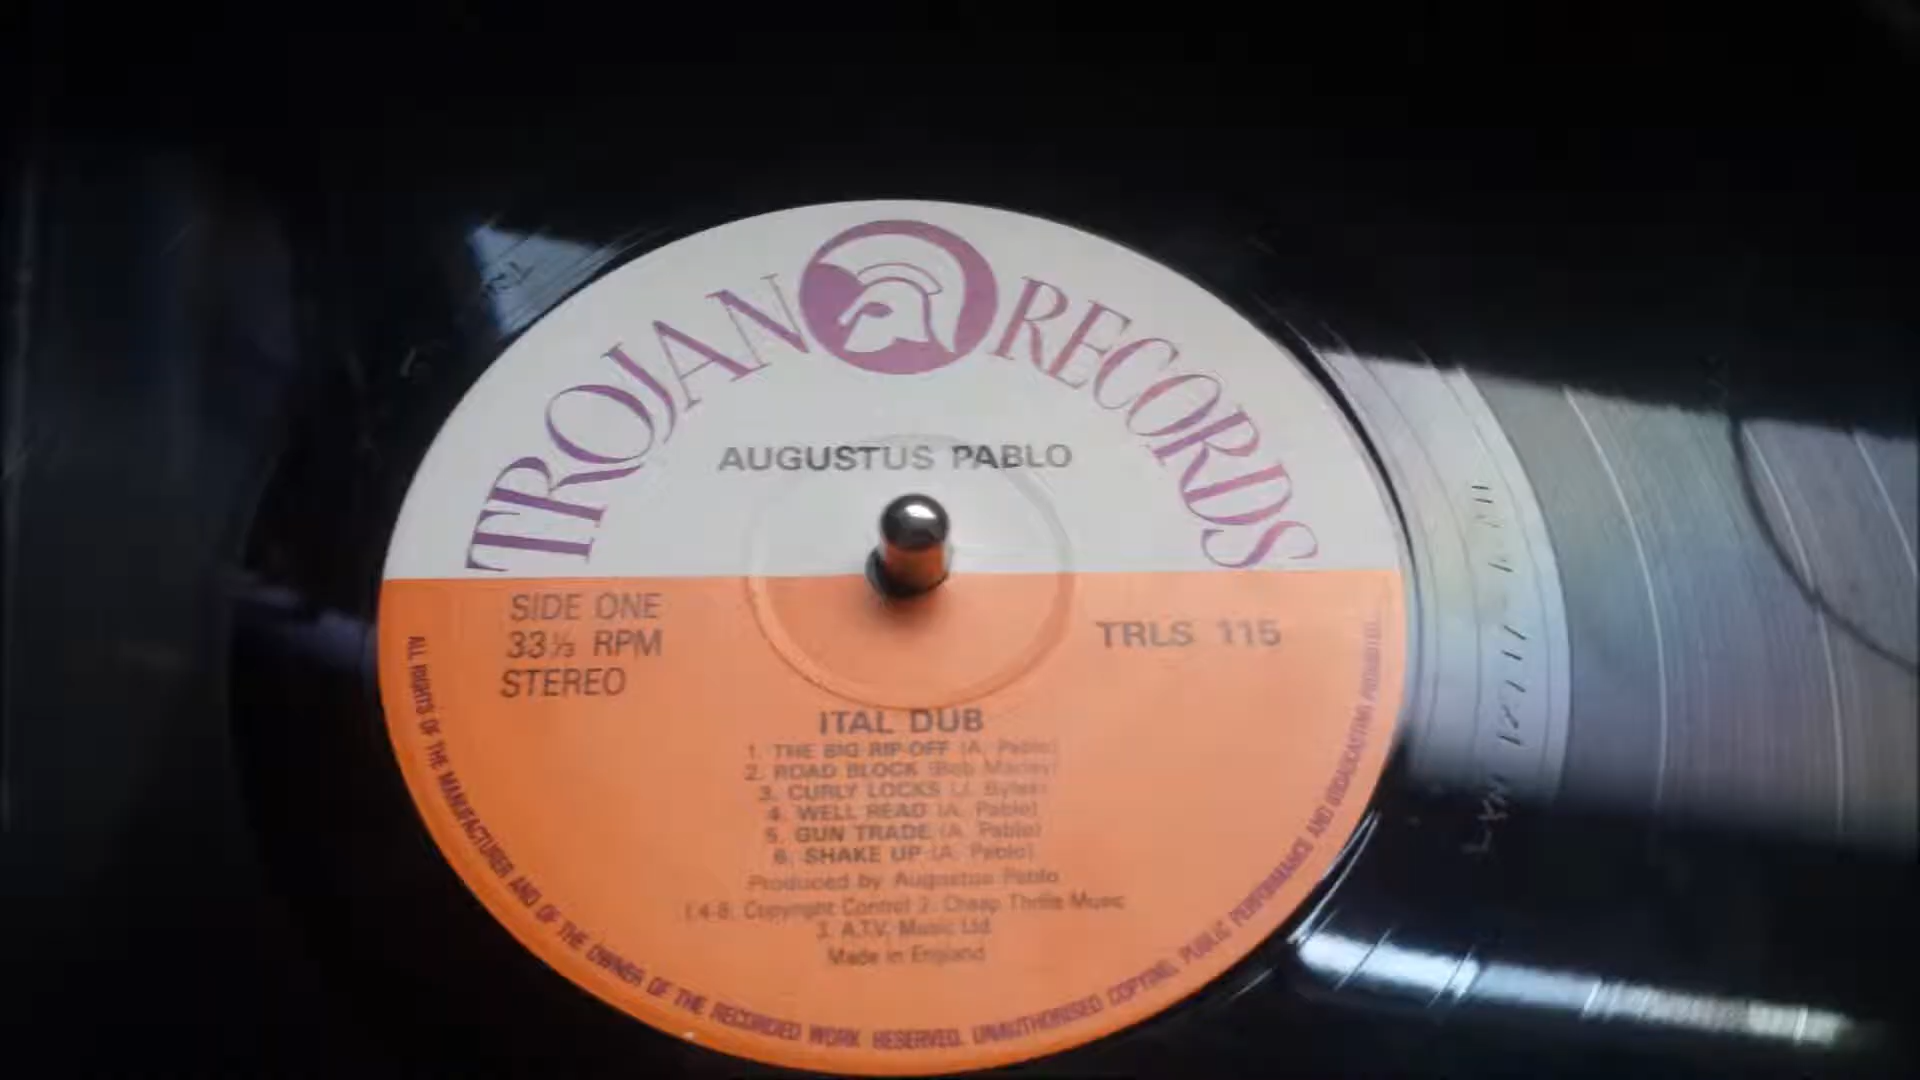 TROJAN RECORDS
AUGUSTUS PABLO
SIDE ONE
33⅓ RPM
STEREO
TRLS 115
ITAL DUB
1. THE BIG RIP-OFF (A. Pablo)
2. ROAD BLOCK (Bob Marley)
3. CURLY LOCKS (J. Byles)
4. WELL READ (A. Pablo)
5. GUN TRADE (A. Pablo)
6. SHAKE UP (A. Pablo)
Produced by Augustus Pablo
1.4-6. Copyright Control 2. Cheap Thrills Music
3. A.T.V. Music Ltd.
Made in England
ALL RIGHTS OF THE MANUFACTURER AND OF THE OWNER OF THE RECORDED WORK RESERVED. UNAUTHORISED COPYING, PUBLIC PERFORMANCE AND BROADCASTING PROHIBITED.